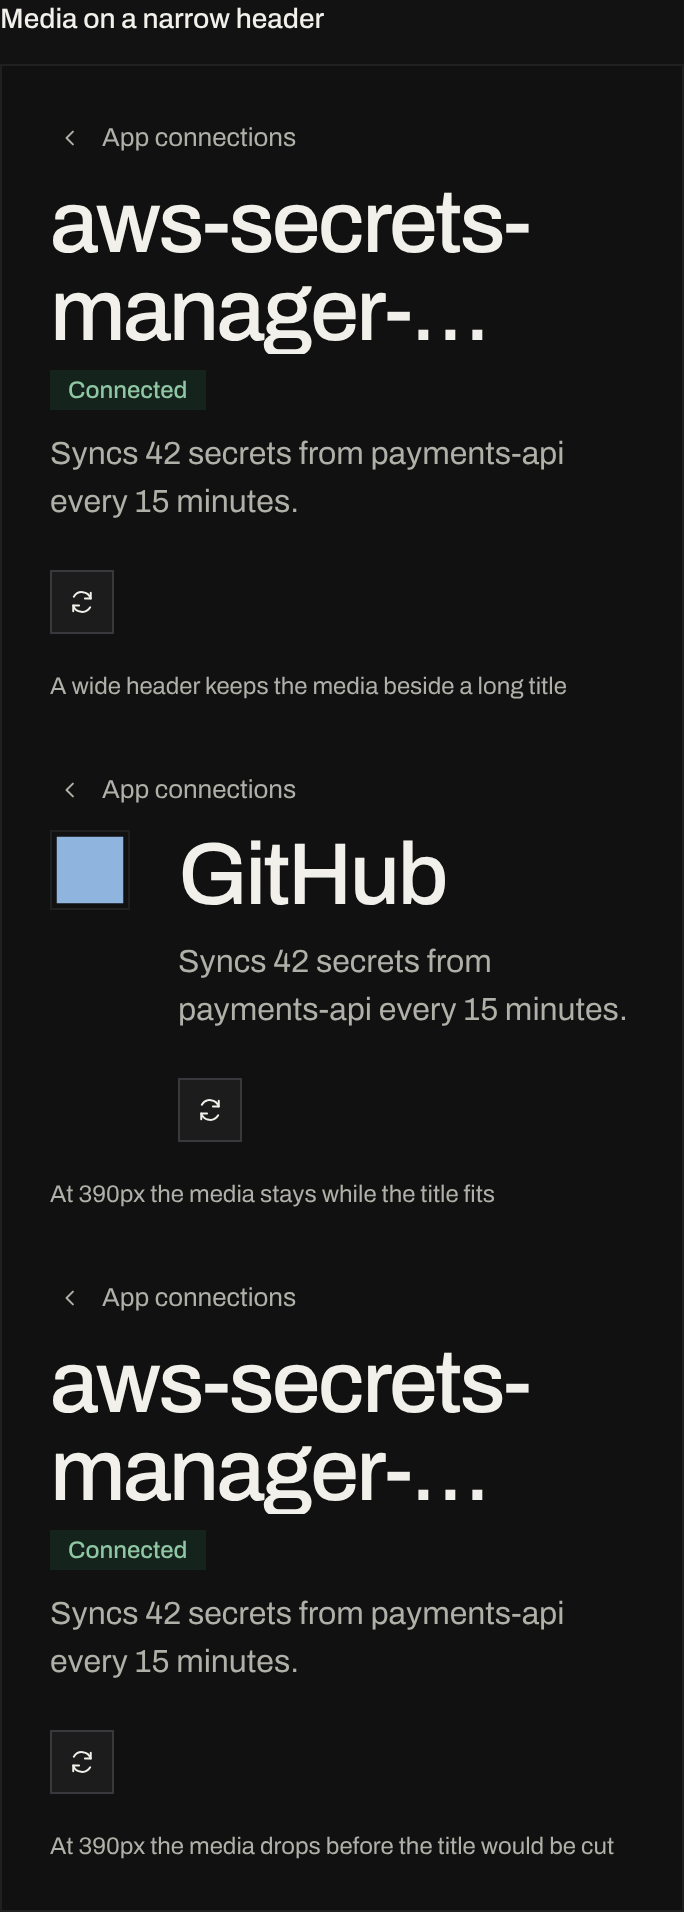 Media on a narrow header
App connections
aws-secrets-
manager-…
Connected
Syncs 42 secrets from payments-api
every 15 minutes.
A wide header keeps the media beside a long title
App connections
GitHub
Syncs 42 secrets from
payments-api every 15 minutes.
At 390px the media stays while the title fits
App connections
aws-secrets-
manager-…
Connected
Syncs 42 secrets from payments-api
every 15 minutes.
At 390px the media drops before the title would be cut